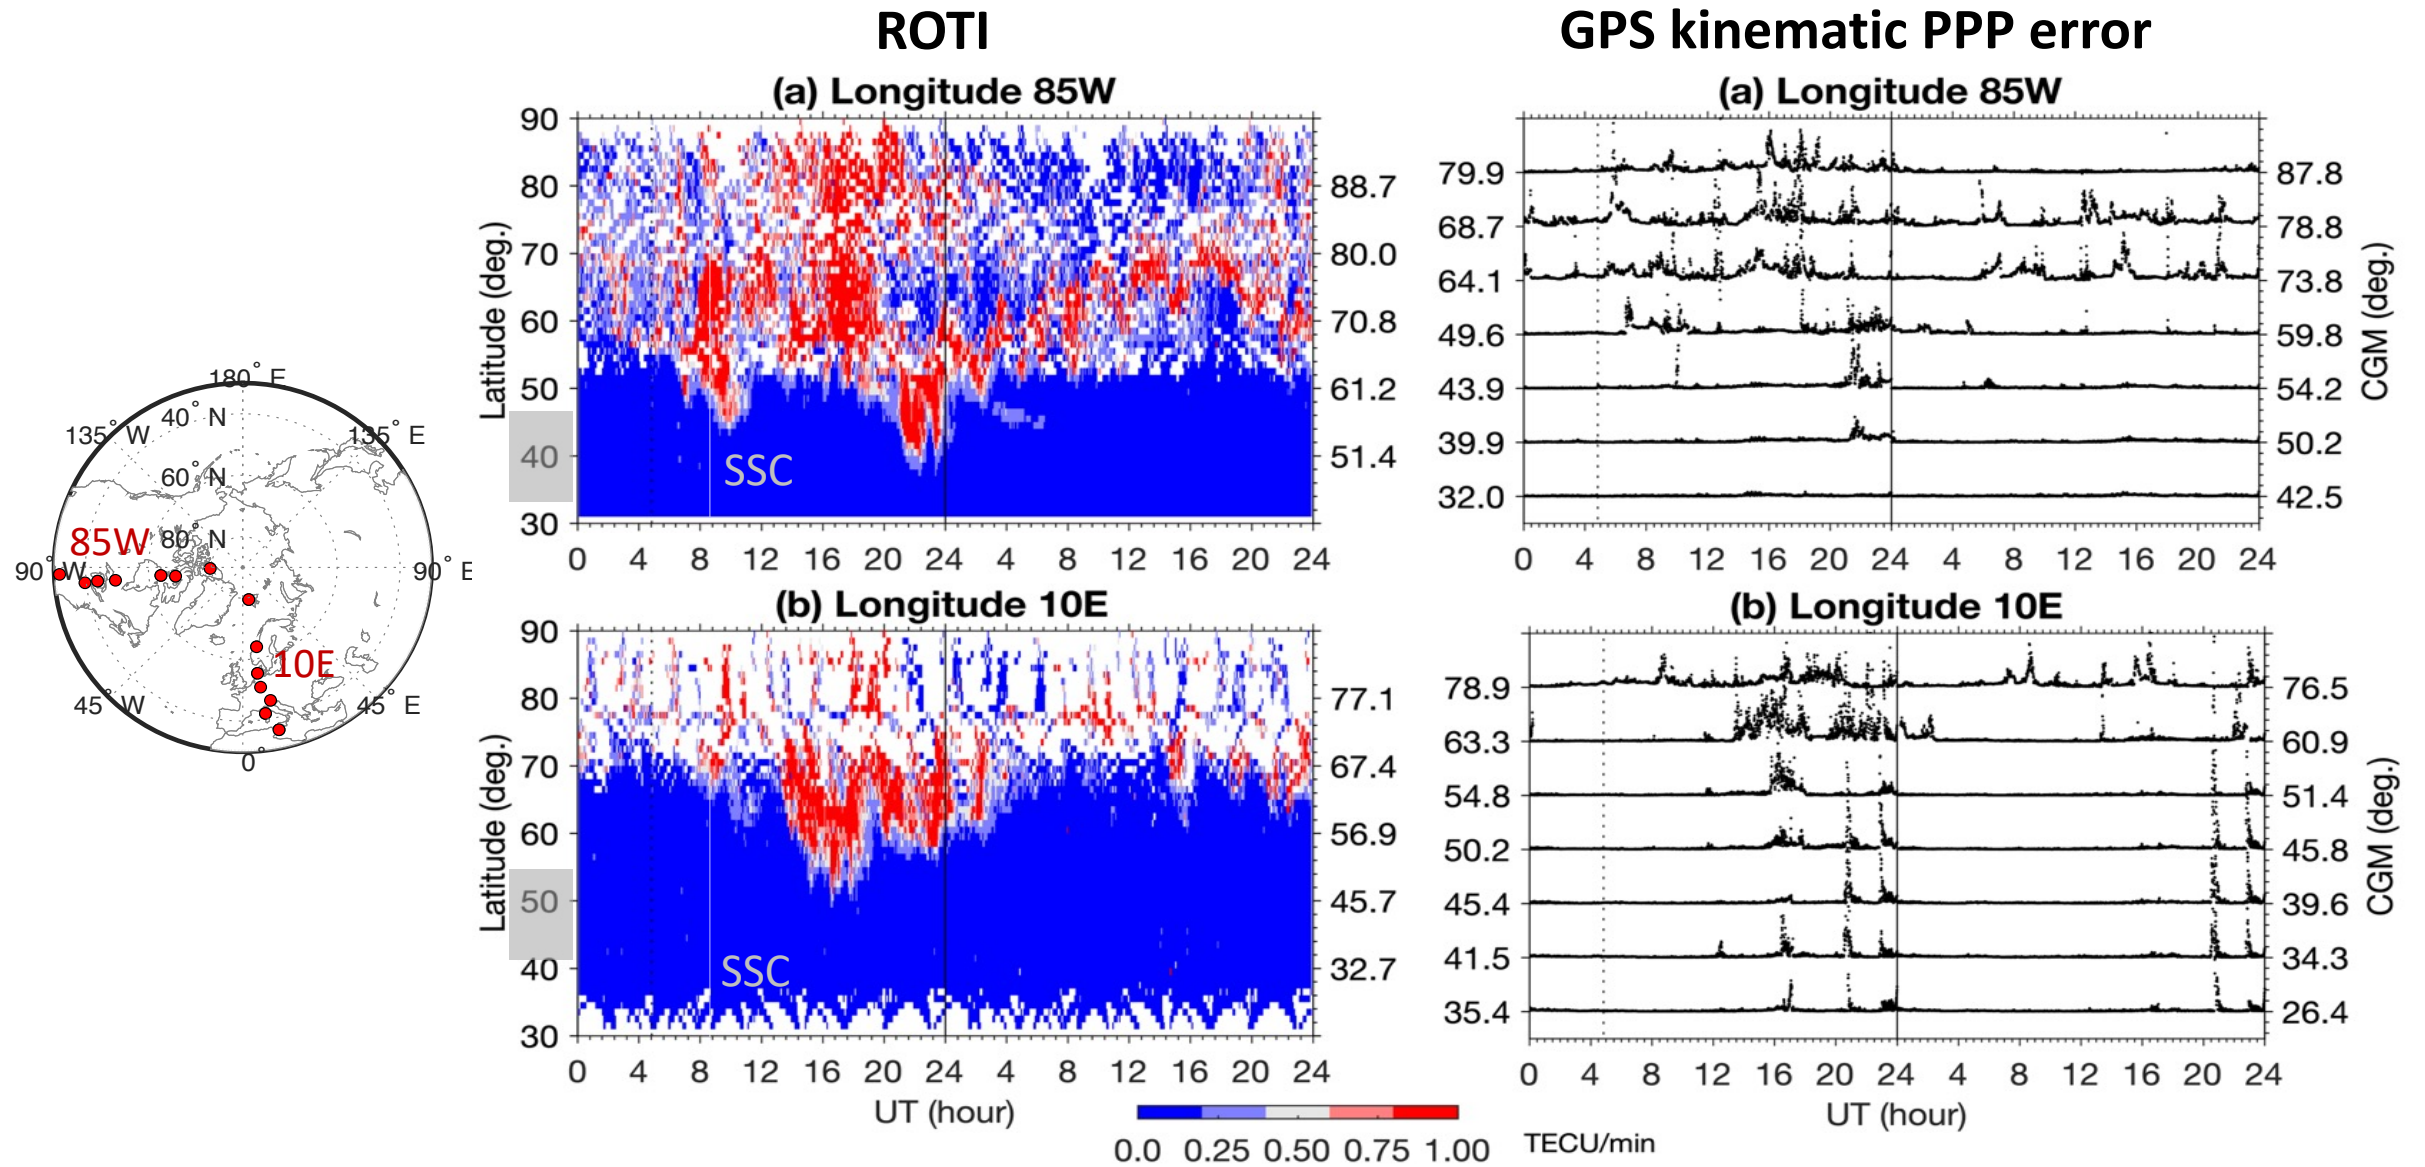 ROTI
GPS kinematic PPP error
(a) Longitude 85W
(a) Longitude 85W
90
80
70
60
50
40
30
Latitude (deg.)
88.7
80.0
70.8
61.2
51.4
SSC
0 4 8 12 16 20 24 4 8 12 16 20 24
79.9
68.7
64.1
49.6
43.9
39.9
32.0
87.8
78.8
73.8
59.8
54.2
50.2
42.5
CGM (deg.)
0 4 8 12 16 20 24 4 8 12 16 20 24
180° E
40° N
135° W
135° E
60° N
85W
80° N
90° W
90° E
10E
45° W
45° E
0°
(b) Longitude 10E
(b) Longitude 10E
90
80
70
60
50
40
30
Latitude (deg.)
77.1
67.4
56.9
45.7
32.7
SSC
0 4 8 12 16 20 24 4 8 12 16 20 24
UT (hour)
78.9
63.3
54.8
50.2
45.4
41.5
35.4
76.5
60.9
51.4
45.8
39.6
34.3
26.4
CGM (deg.)
0 4 8 12 16 20 24 4 8 12 16 20 24
UT (hour)
0.0 0.25 0.50 0.75 1.00
TECU/min